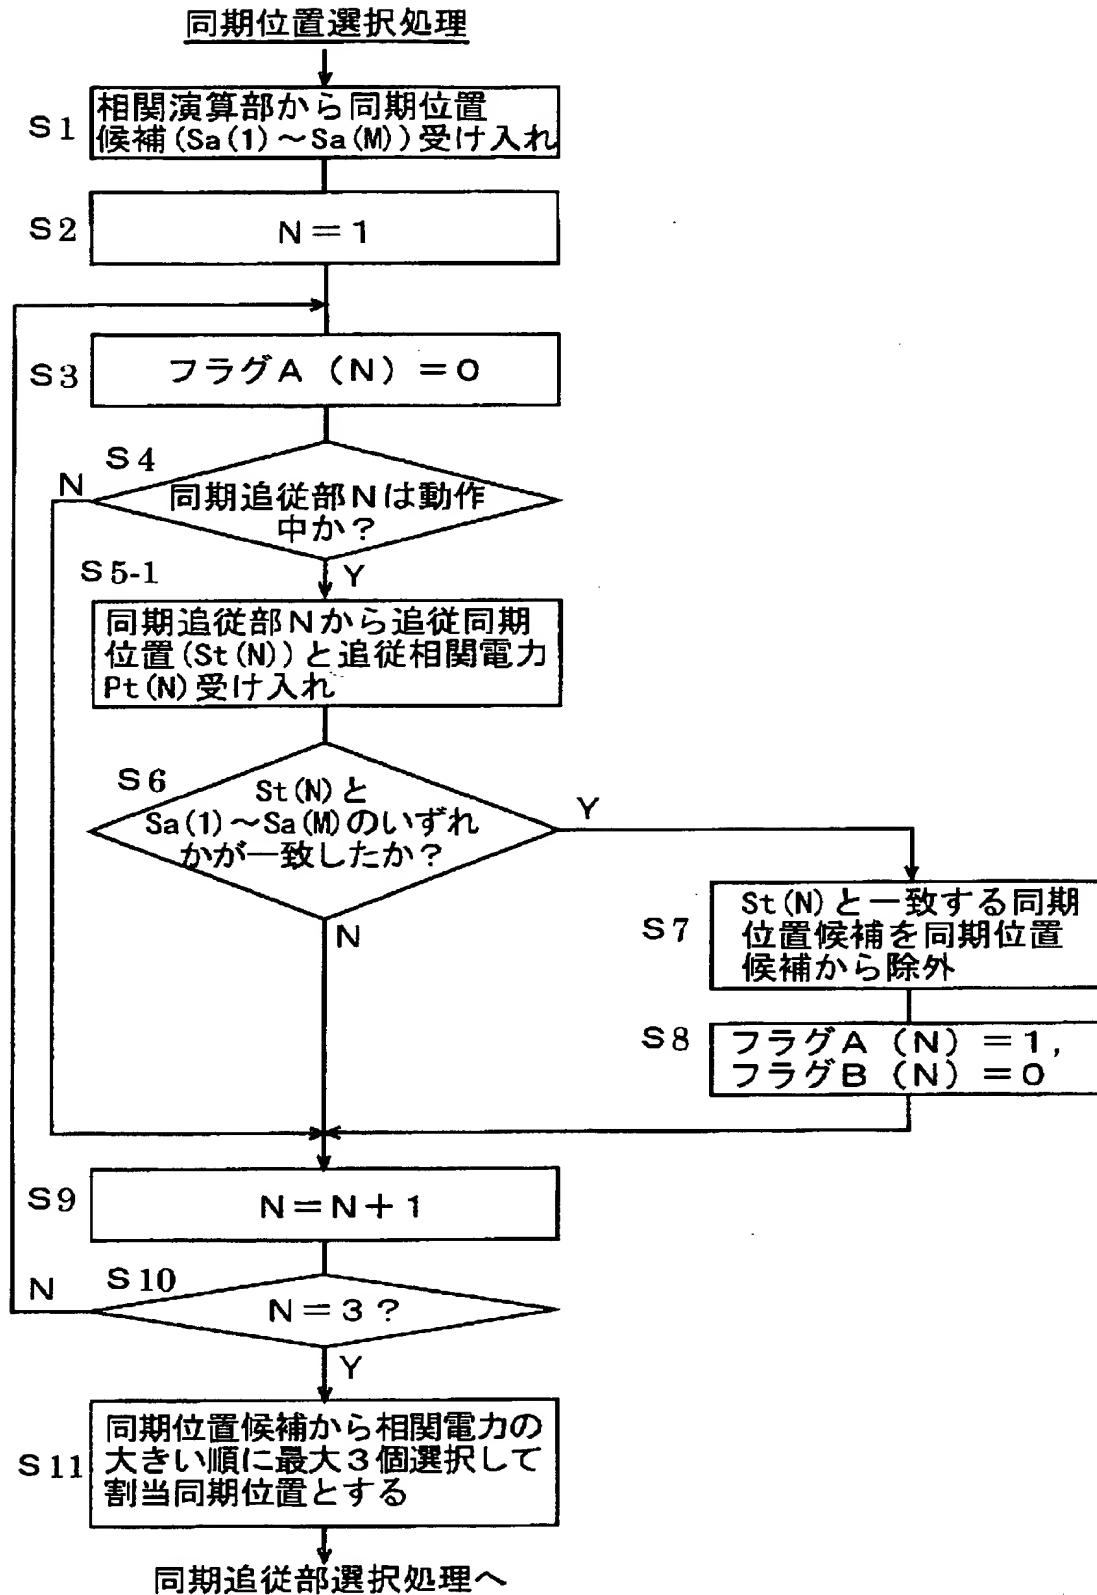 同期位置選択処理
S1
相関演算部から同期位置
候補(Sa(1)～Sa(M))受け入れ
S2
N=1
S3
フラグA (N) =0
S4
N
同期追従部Nは動作
中か?
Y
S5-1
同期追従部Nから追従同期
位置(St(N))と追従相関電力
Pt(N)受け入れ
S6
St(N)と
Sa(1)～Sa(M)のいずれ
かが一致したか?
Y
N
S7
St(N)と一致する同期
位置候補を同期位置
候補から除外
S8
フラグA (N) =1,
フラグB (N) =0
S9
N=N+1
S10
N
N=3?
Y
S11
同期位置候補から相関電力の
大きい順に最大3個選択して
割当同期位置とする
同期追従部選択処理へ